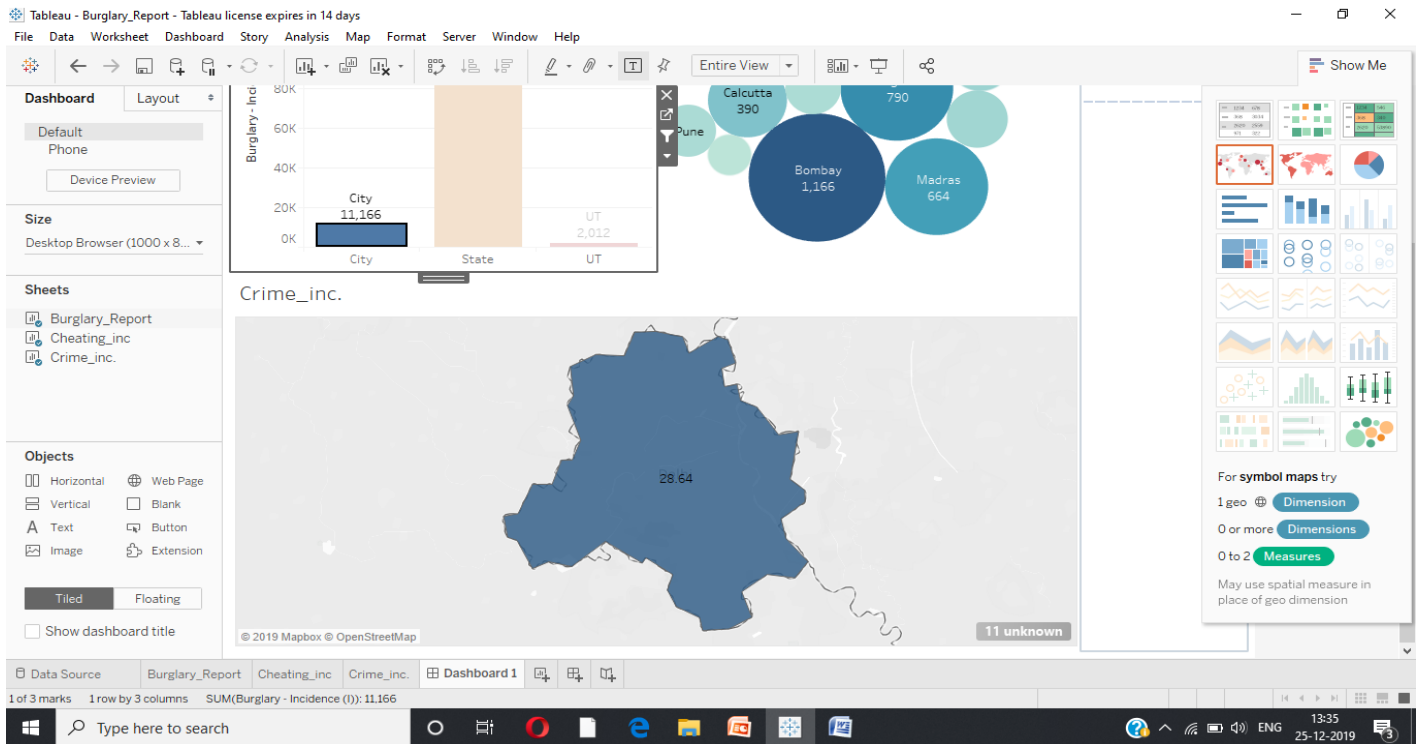 Tableau - Burglary_Report - Tableau license expires in 14 days
File Data Worksheet Dashboard Story Analysis Map Format Server Window Help
Entire View
Show Me
Dashboard Layout
Default
Phone
Device Preview
Size
Desktop Browser (1000 x 8...
Sheets
Burglary_Report
Cheating_inc
Crime_inc.
Objects
Horizontal Web Page
Vertical Blank
A Text Button
Image Extension
Tiled Floating
Show dashboard title
Burglary - Inci
80K
60K
40K
20K
0K
City
11,166
UT
2,012
City State UT
Calcutta
390
790
Pune
Bombay
1,166
Madras
664
Crime_inc.
28.64
© 2019 Mapbox © OpenStreetMap
11 unknown
For symbol maps try
1 geo Dimension
0 or more Dimensions
0 to 2 Measures
May use spatial measure in
place of geo dimension
Data Source Burglary_Report Cheating_inc Crime_inc. Dashboard 1
1 of 3 marks 1 row by 3 columns SUM(Burglary - Incidence (I)): 11,166
Type here to search
ENG
13:35
25-12-2019
3